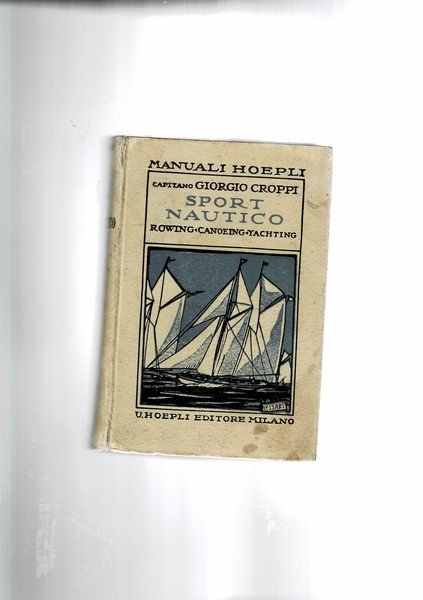 MANUALI HOEPLI
CAPITANO GIORGIO CROPPI
SPORT
NAUTICO
ROWING•CANOEING•YACHTING
U. HOEPLI EDITORE MILANO